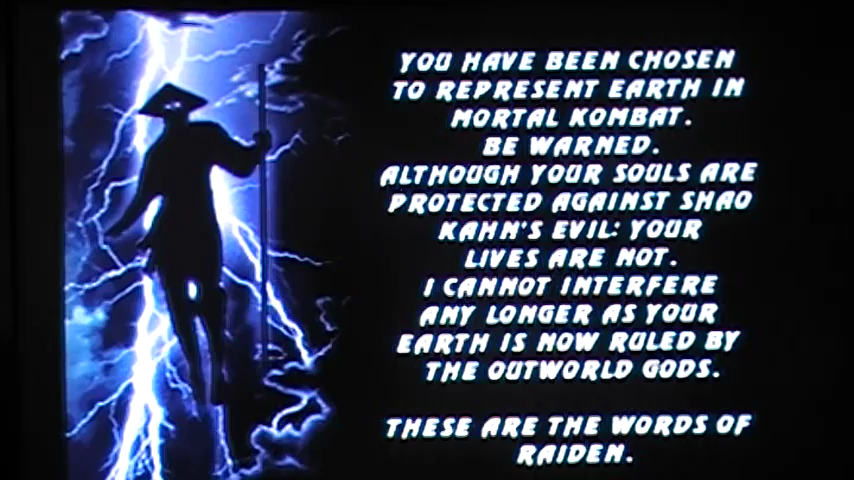 YOU HAVE BEEN CHOSEN
TO REPRESENT EARTH IN
MORTAL KOMBAT.
BE WARNED.
ALTHOUGH YOUR SOULS ARE
PROTECTED AGAINST SHAO
KAHN'S EVIL: YOUR
LIVES ARE NOT.
I CANNOT INTERFERE
ANY LONGER AS YOUR
EARTH IS NOW RULED BY
THE OUTWORLD GODS.
THESE ARE THE WORDS OF
RAIDEN.